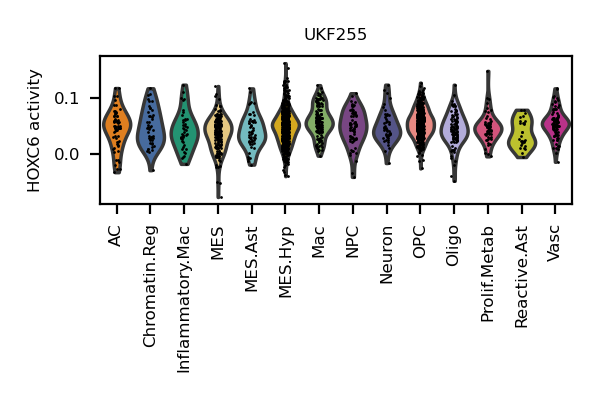 UKF255
HOXC6 activity
0.1
0.0
AC
Chromatin.Reg
Inflammatory.Mac
MES
MES.Ast
MES.Hyp
Mac
NPC
Neuron
OPC
Oligo
Prolif.Metab
Reactive.Ast
Vasc